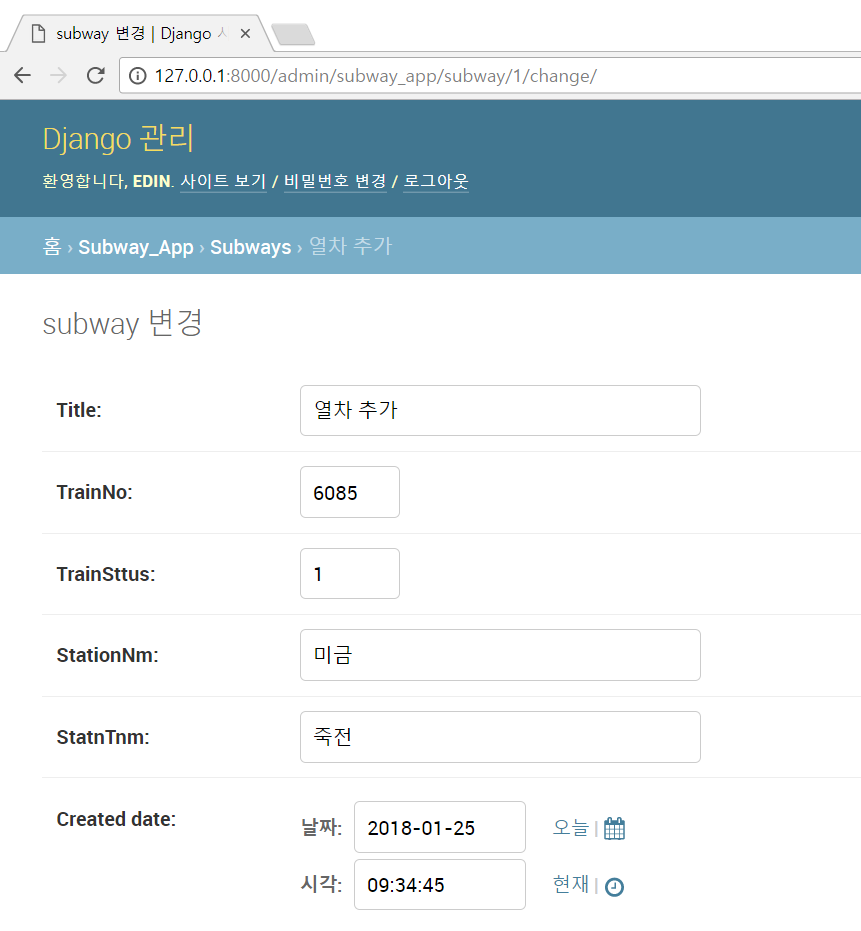 subway 변경 | Django 사
127.0.0.1:8000/admin/subway_app/subway/1/change/
Django 관리
환영합니다, EDIN. 사이트 보기 / 비밀번호 변경 / 로그아웃
홈 › Subway_App › Subways › 열차 추가
subway 변경
Title: 열차 추가
TrainNo: 6085
TrainSttus: 1
StationNm: 미금
StatnTnm: 죽전
Created date: 날짜: 2018-01-25 오늘 |
시각: 09:34:45 현재 |